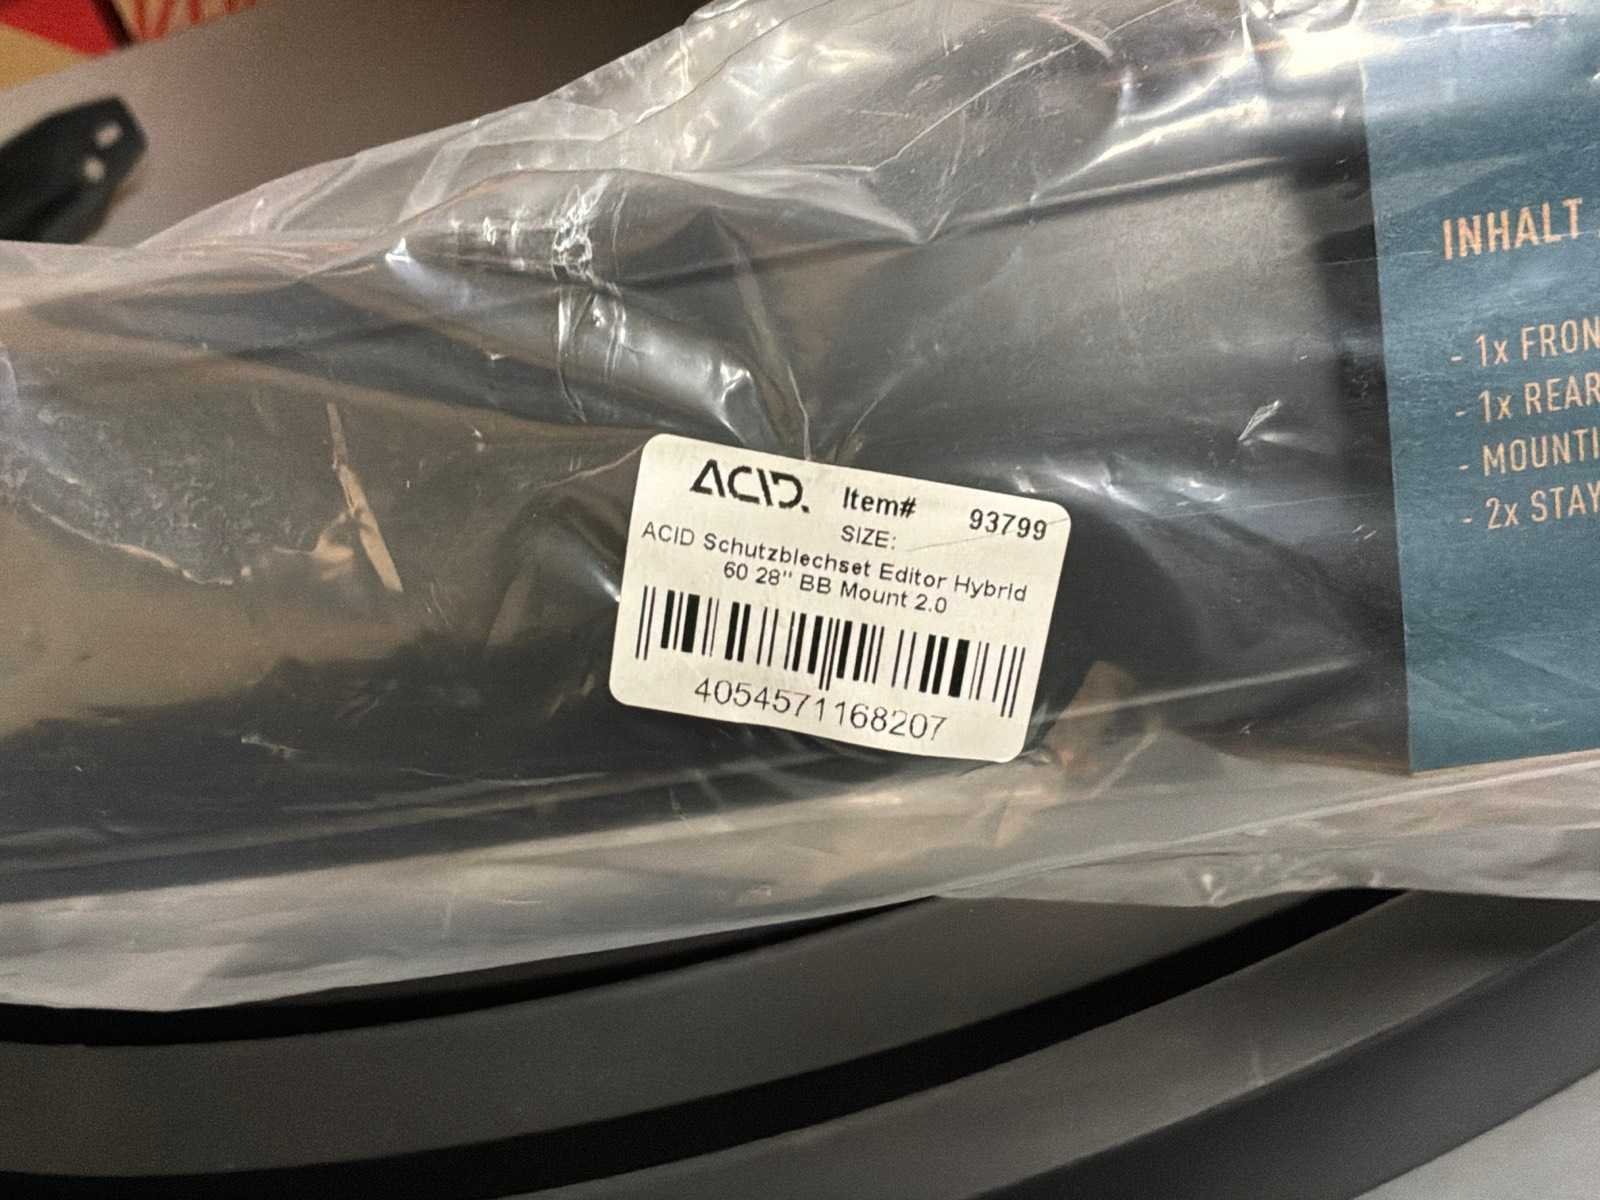 ACID.
Item# 93799
SIZE:
ACID Schutzblechset Editor Hybrid
60 28" BB Mount 2.0
4054571168207
INHALT
- 1x FRON
- 1x REAR
- MOUNTI
- 2x STAY